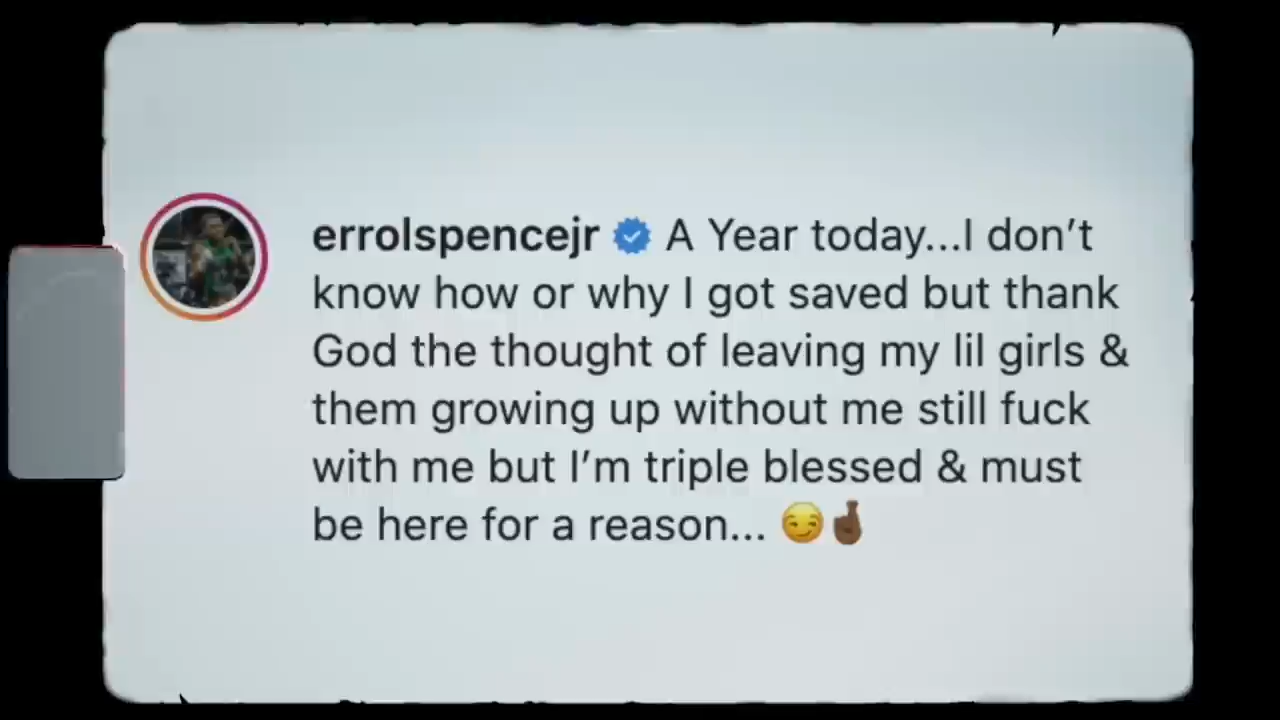 errolspencejr A Year today...I don’t
know how or why I got saved but thank
God the thought of leaving my lil girls &
them growing up without me still fuck
with me but I’m triple blessed & must
be here for a reason... 😏🤞🏾